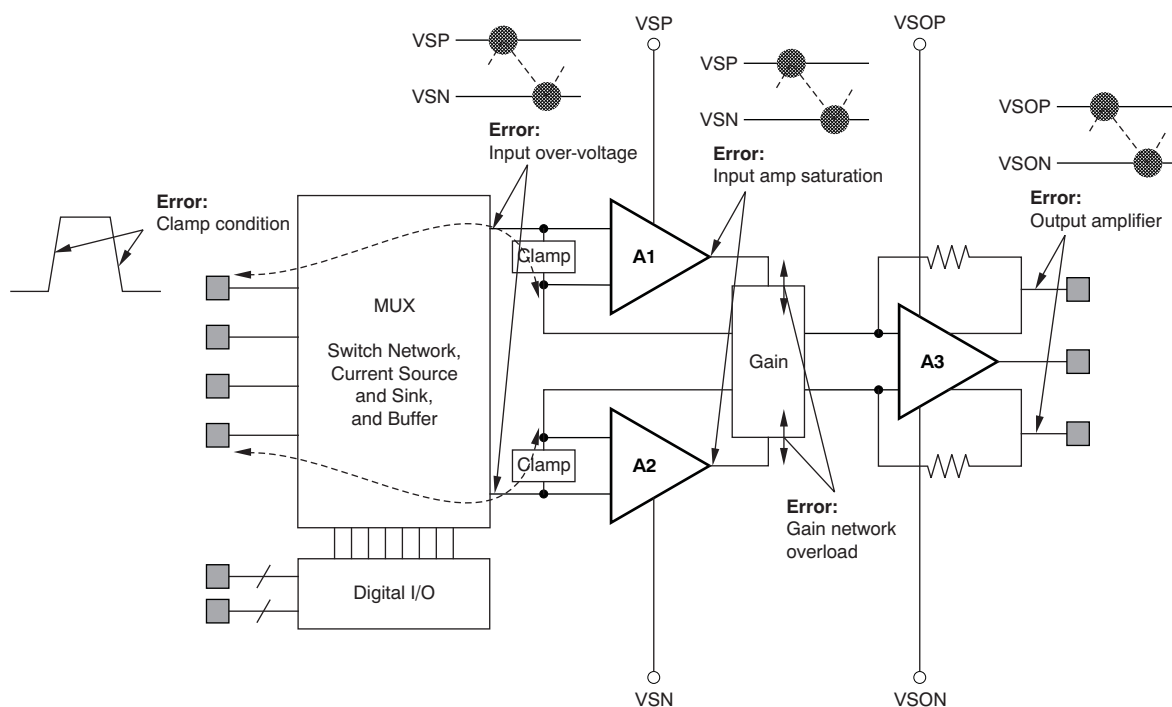 VSP
VSN
VSP
VSOP
VSP
VSN
VSOP
VSON
Error:
Input over-voltage
Error:
Input amp saturation
Error:
Output amplifier
Error:
Clamp condition
Clamp
A1
MUX
Switch Network,
Current Source
and Sink,
and Buffer
Gain
A3
Clamp
A2
Error:
Gain network
overload
Digital I/O
VSN
VSON